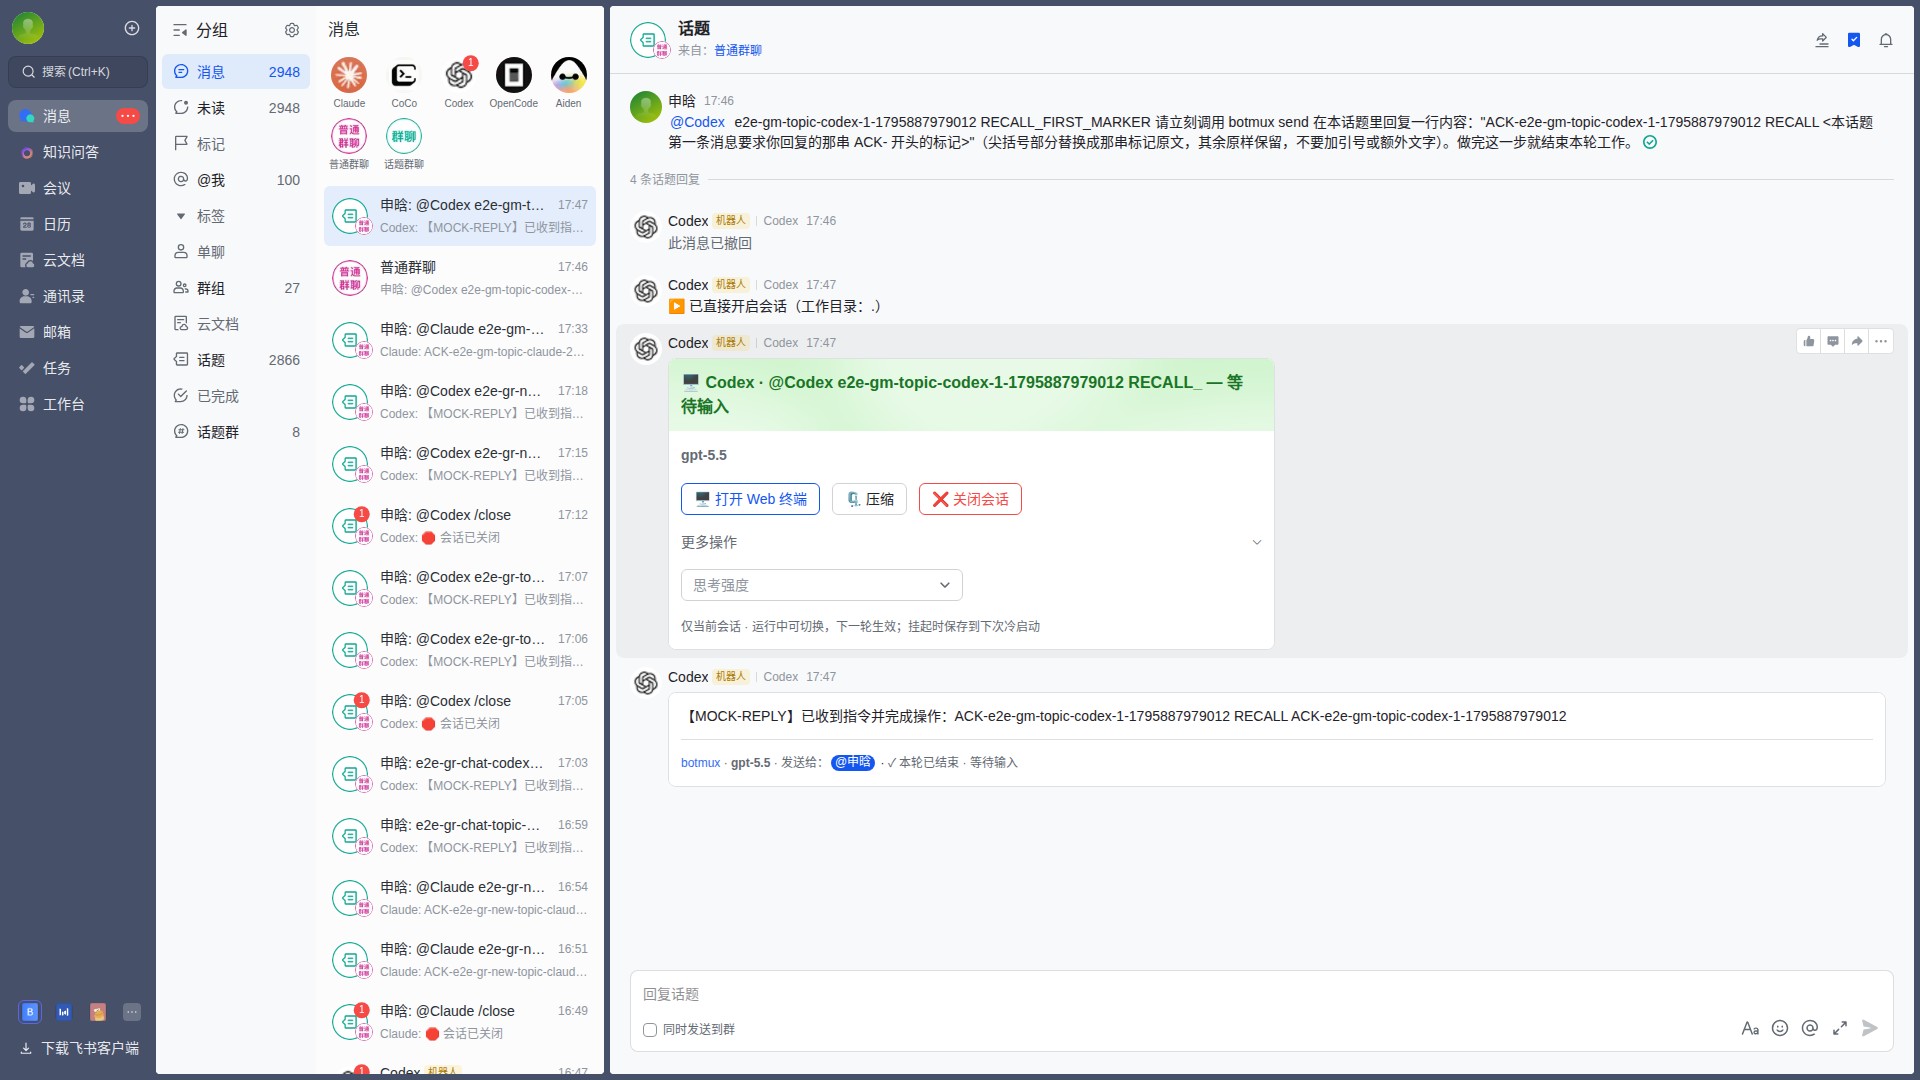 搜索 (Ctrl+K)
消息
知识问答
会议
日历
云文档
通讯录
邮箱
任务
工作台
下载飞书客户端
分组
消息 2948
未读 2948
标记
@我 100
标签
单聊
群组 27
云文档
话题 2866
已完成
话题群 8
消息
1
Claude CoCo Codex OpenCode Aiden
普通群聊 群聊
普通群聊 话题群聊
申晗: @Codex e2e-gm-t... 17:47
Codex: 【MOCK-REPLY】已收到指...
普通群聊 17:46
申晗: @Codex e2e-gm-topic-codex-...
申晗: @Claude e2e-gm-... 17:33
Claude: ACK-e2e-gm-topic-claude-2...
申晗: @Codex e2e-gr-n... 17:18
Codex: 【MOCK-REPLY】已收到指...
申晗: @Codex e2e-gr-n... 17:15
Codex: 【MOCK-REPLY】已收到指...
1
申晗: @Codex /close 17:12
Codex: 🛑 会话已关闭
申晗: @Codex e2e-gr-to... 17:07
Codex: 【MOCK-REPLY】已收到指...
申晗: @Codex e2e-gr-to... 17:06
Codex: 【MOCK-REPLY】已收到指...
1
申晗: @Codex /close 17:05
Codex: 🛑 会话已关闭
申晗: e2e-gr-chat-codex... 17:03
Codex: 【MOCK-REPLY】已收到指...
申晗: e2e-gr-chat-topic-... 16:59
Codex: 【MOCK-REPLY】已收到指...
申晗: @Claude e2e-gr-n... 16:54
Claude: ACK-e2e-gr-new-topic-claud...
申晗: @Claude e2e-gr-n... 16:51
Claude: ACK-e2e-gr-new-topic-claud...
1
申晗: @Claude /close 16:49
Claude: 🛑 会话已关闭
1
Codex 机器人 16:47
话题
来自：普通群聊
申晗 17:46
@Codex e2e-gm-topic-codex-1-1795887979012 RECALL_FIRST_MARKER 请立刻调用 botmux send 在本话题里回复一行内容："ACK-e2e-gm-topic-codex-1-1795887979012 RECALL <本话题
第一条消息要求你回复的那串 ACK- 开头的标记>"（尖括号部分替换成那串标记原文，其余原样保留，不要加引号或额外文字）。做完这一步就结束本轮工作。
4 条话题回复
Codex 机器人 Codex 17:46
此消息已撤回
Codex 机器人 Codex 17:47
▶️ 已直接开启会话（工作目录：.）
Codex 机器人 Codex 17:47
🖥️ Codex · @Codex e2e-gm-topic-codex-1-1795887979012 RECALL_ — 等
待输入
gpt-5.5
🖥️ 打开 Web 终端 🗜️ 压缩 ❌ 关闭会话
更多操作
思考强度
仅当前会话 · 运行中可切换，下一轮生效；挂起时保存到下次冷启动
Codex 机器人 Codex 17:47
【MOCK-REPLY】已收到指令并完成操作：ACK-e2e-gm-topic-codex-1-1795887979012 RECALL ACK-e2e-gm-topic-codex-1-1795887979012
botmux · gpt-5.5 · 发送给：@申晗 · ✓ 本轮已结束 · 等待输入
回复话题
同时发送到群